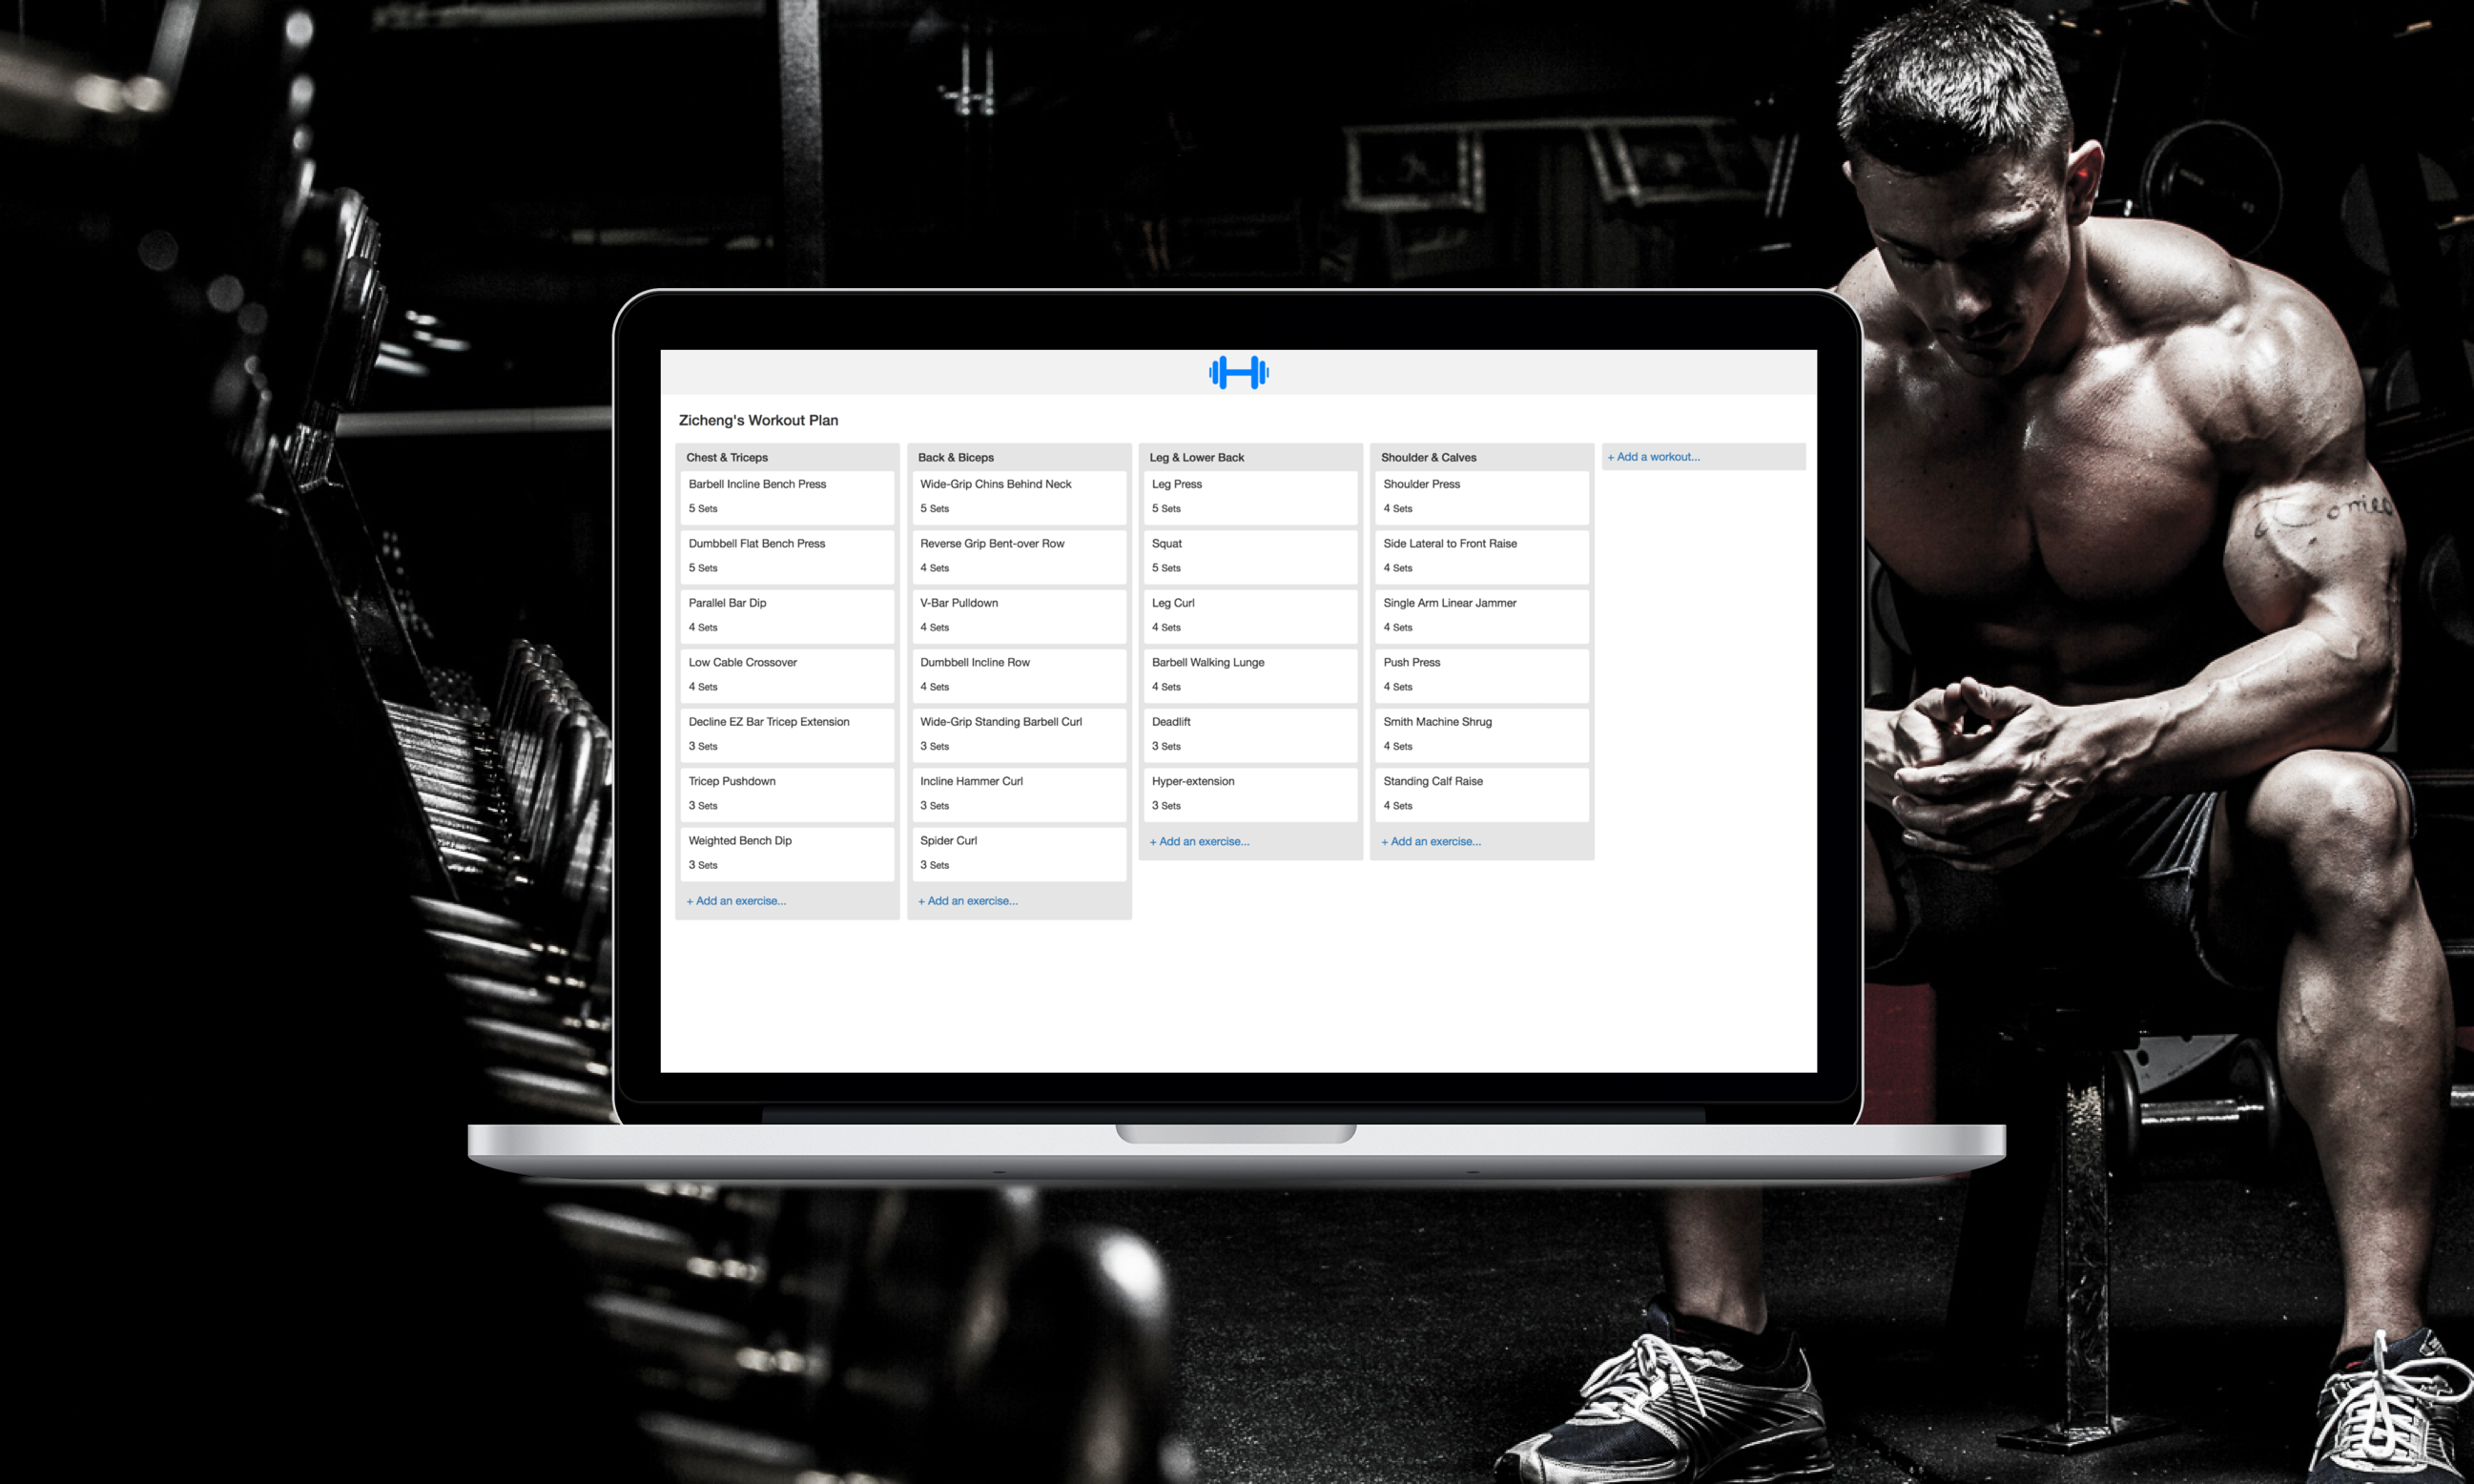 Zicheng's Workout Plan
Chest & Triceps
Barbell Incline Bench Press
5 Sets
Dumbbell Flat Bench Press
5 Sets
Parallel Bar Dip
4 Sets
Low Cable Crossover
4 Sets
Decline EZ Bar Tricep Extension
3 Sets
Tricep Pushdown
3 Sets
Weighted Bench Dip
3 Sets
+ Add an exercise...
Back & Biceps
Wide-Grip Chins Behind Neck
5 Sets
Reverse Grip Bent-over Row
4 Sets
V-Bar Pulldown
4 Sets
Dumbbell Incline Row
4 Sets
Wide-Grip Standing Barbell Curl
3 Sets
Incline Hammer Curl
3 Sets
Spider Curl
3 Sets
+ Add an exercise...
Leg & Lower Back
Leg Press
5 Sets
Squat
5 Sets
Leg Curl
4 Sets
Barbell Walking Lunge
4 Sets
Deadlift
3 Sets
Hyper-extension
3 Sets
+ Add an exercise...
Shoulder & Calves
Shoulder Press
4 Sets
Side Lateral to Front Raise
4 Sets
Single Arm Linear Jammer
4 Sets
Push Press
4 Sets
Smith Machine Shrug
4 Sets
Standing Calf Raise
4 Sets
+ Add an exercise...
+ Add a workout...